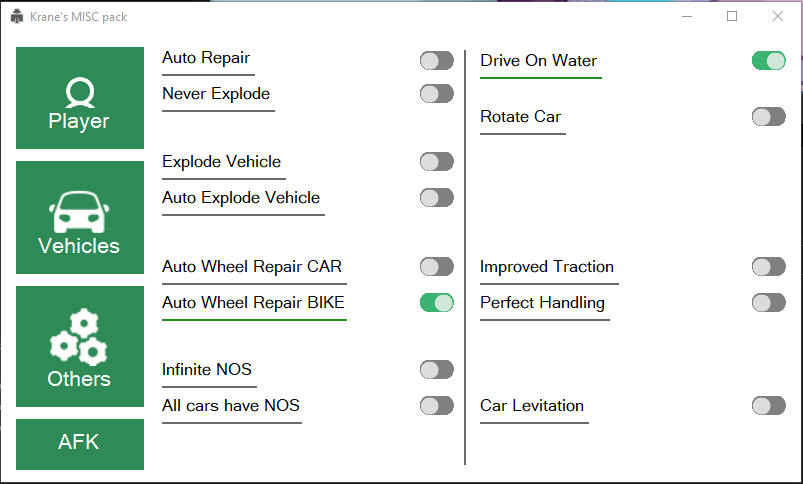 Krane's MISC pack
Player
Vehicles
Others
AFK
Auto Repair
Never Explode
Explode Vehicle
Auto Explode Vehicle
Auto Wheel Repair CAR
Auto Wheel Repair BIKE
Infinite NOS
All cars have NOS
Drive On Water
Rotate Car
Improved Traction
Perfect Handling
Car Levitation